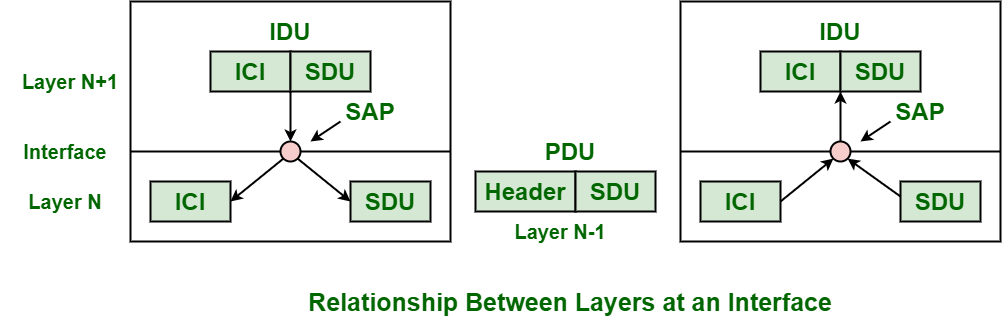 IDU
ICI SDU
Layer N+1
SAP
Interface
Layer N
ICI
SDU
PDU
Header SDU
Layer N-1
IDU
ICI SDU
SAP
ICI
SDU
Relationship Between Layers at an Interface